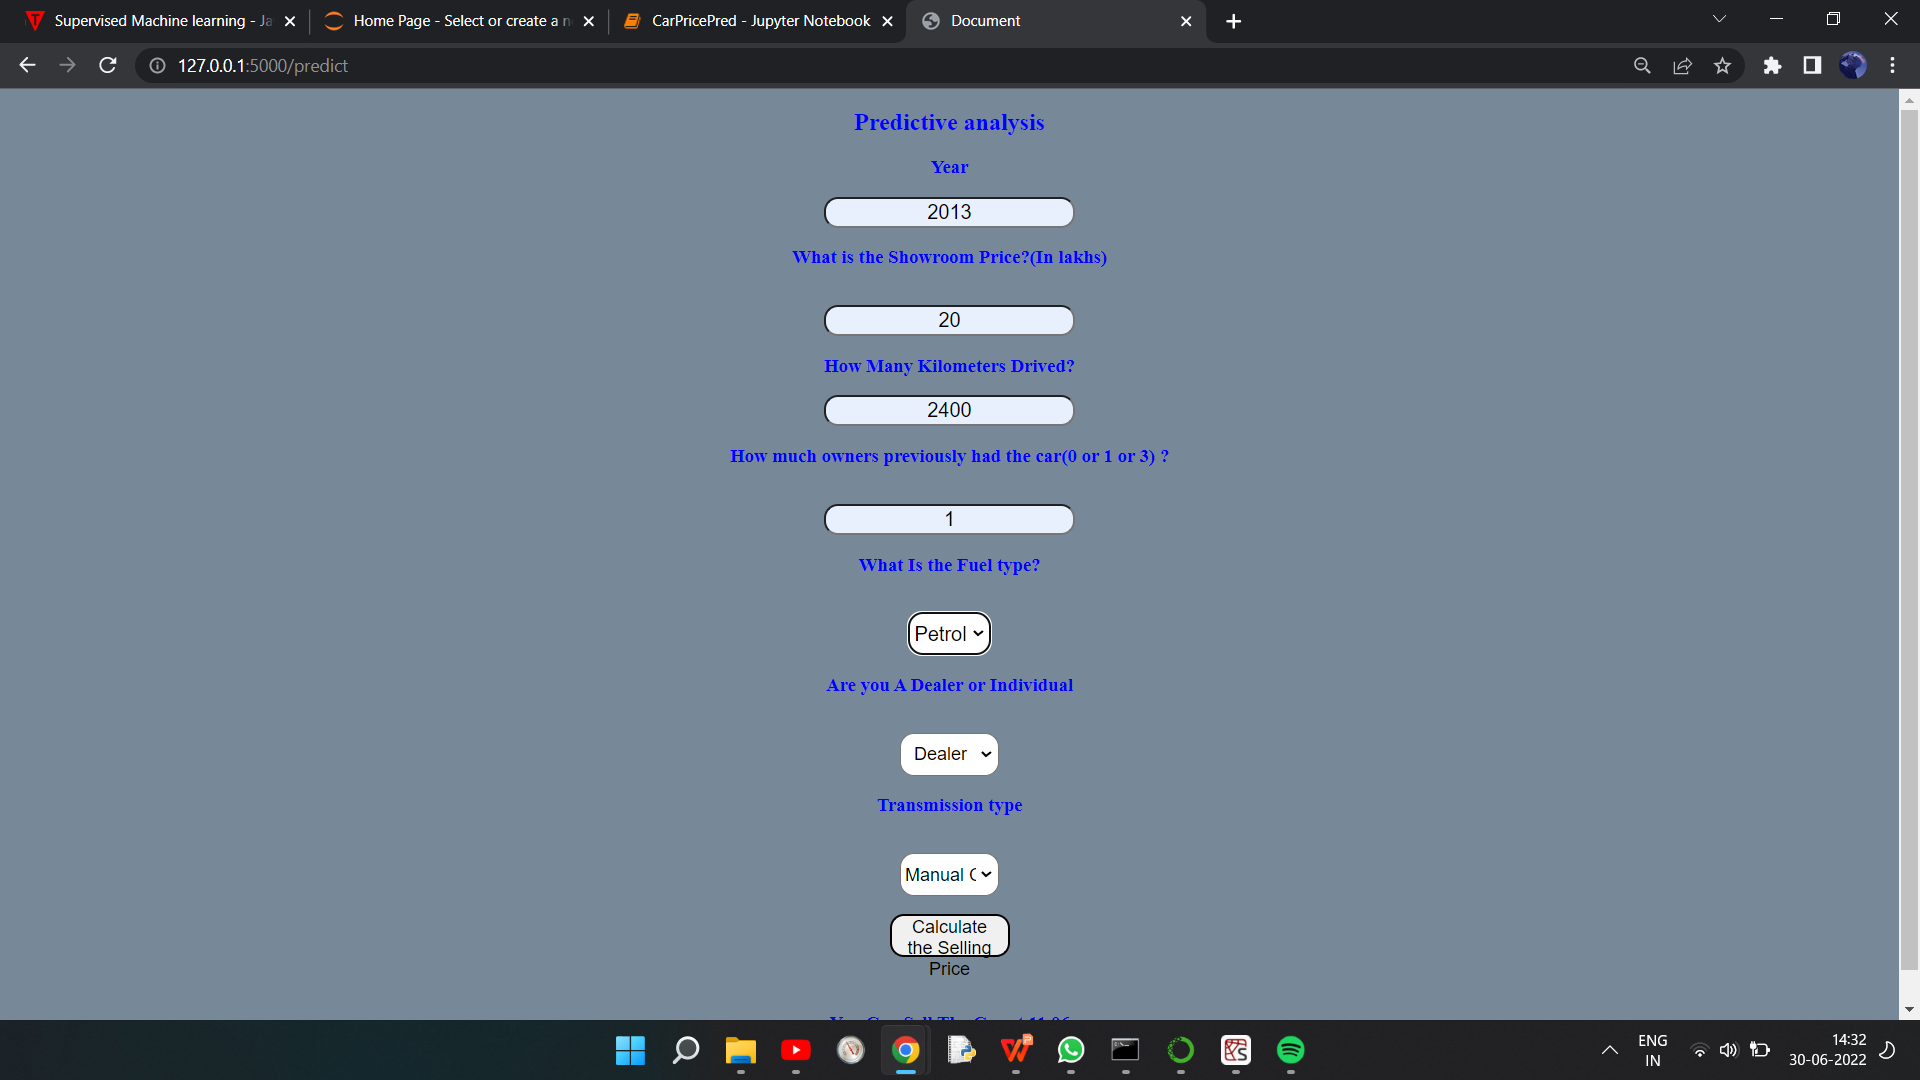 Supervised Machine learning - Ja
Home Page - Select or create a n
CarPricePred - Jupyter Notebook
Document
127.0.0.1:5000/predict
Predictive analysis
Year
2013
What is the Showroom Price?(In lakhs)
20
How Many Kilometers Drived?
2400
How much owners previously had the car(0 or 1 or 3) ?
1
What Is the Fuel type?
Petrol
Are you A Dealer or Individual
Dealer
Transmission type
Manual C
Calculate
the Selling
Price
ENG
IN
14:32
30-06-2022